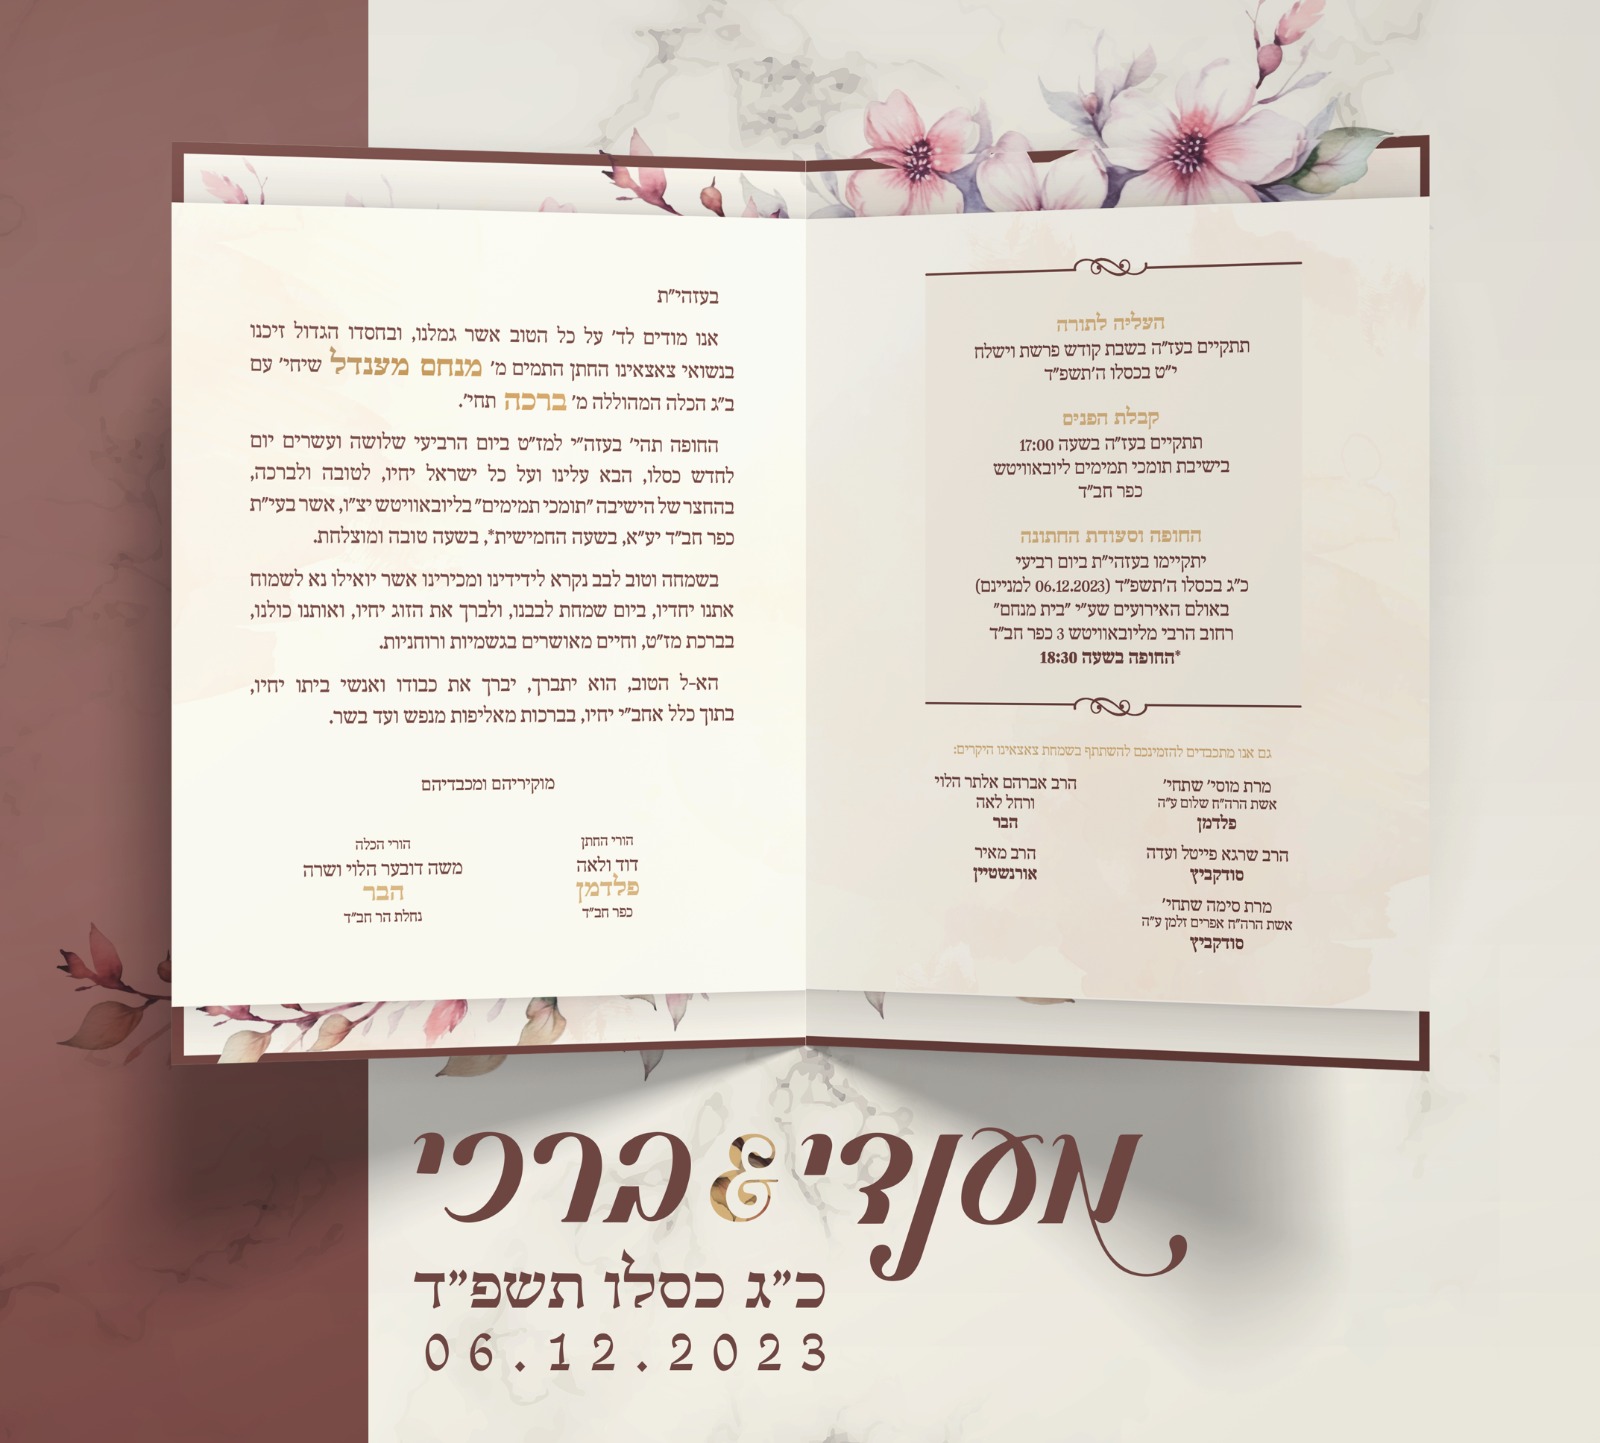 העליה לתורה
תתקיים בעז"ה בשבת קודש פרשת וישלח
י"ט בכסלו ה'תשפ"ד
קבלת הפנים
תתקיים בעז"ה בשעה 17:00
בישיבת תומכי תמימים ליובאוויטש
כפר חב"ד
החופה וסעודת החתונה
יתקיימו בעזהי"ת ביום רביעי
כ"ג בכסלו ה'תשפ"ד (06.12.2023 למניינם)
באולם האירועים שע"י "בית מנחם"
רחוב הרבי מליובאוויטש 3 כפר חב"ד
*החופה בשעה 18:30
גם אנו מתכבדים להזמינכם להשתתף בשמחת צאצאינו היקרים:
מרת מוסי' שתחי'
אשת הרה"ח שלום ע"ה
פלדמן
הרב שרגא פייטל ועדה
סודקביץ
מרת סימה שתחי'
אשת הרה"ח אפרים זלמן ע"ה
סודקביץ
הרב אברהם אלתר הלוי
ורחל לאה
הבר
הרב מאיר
אורנשטיין
בעזהי"ת
אנו מודים לד' על כל הטוב אשר גמלנו, ובחסדו הגדול זיכנו
בנשואי צאצאינו החתן התמים מ' מנחם מענדל שיחי' עם
ב"ג הכלה המהוללה מ' ברכה תחי'.
החופה תהי' בעזה"י למז"ט ביום הרביעי שלושה ועשרים יום
לחדש כסלו, הבא עלינו ועל כל ישראל יחיו, לטובה ולברכה,
בהחצר של הישיבה "תומכי תמימים" בליובאוויטש יצ"ו, אשר בעי"ת
כפר חב"ד יע"א, בשעה החמישית*, בשעה טובה ומוצלחת.
בשמחה וטוב לבב נקרא לידידינו ומכירינו אשר יואילו נא לשמוח
אתנו יחדיו, ביום שמחת לבבנו, ולברך את הזוג יחיו, ואותנו כולנו,
בברכת מז"ט, וחיים מאושרים בגשמיות ורוחניות.
הא-ל הטוב, הוא יתברך, יברך את כבודו ואנשי ביתו יחיו,
בתוך כלל אחב"י יחיו, בברכות מאליפות מנפש ועד בשר.
מוקיריהם ומכבדיהם
הורי החתן
דוד ולאה
פלדמן
כפר חב"ד
הורי הכלה
משה דובער הלוי ושרה
הבר
נחלת הר חב"ד
מענדי & ברכי
כ"ג כסלו תשפ"ד
06.12.2023